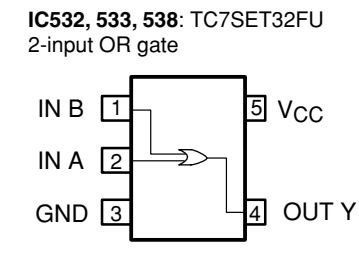 IC532, 533, 538: TC7SET32FU
2-input OR gate
IN B 1 5 VCC
IN A 2
GND 3 4 OUT Y